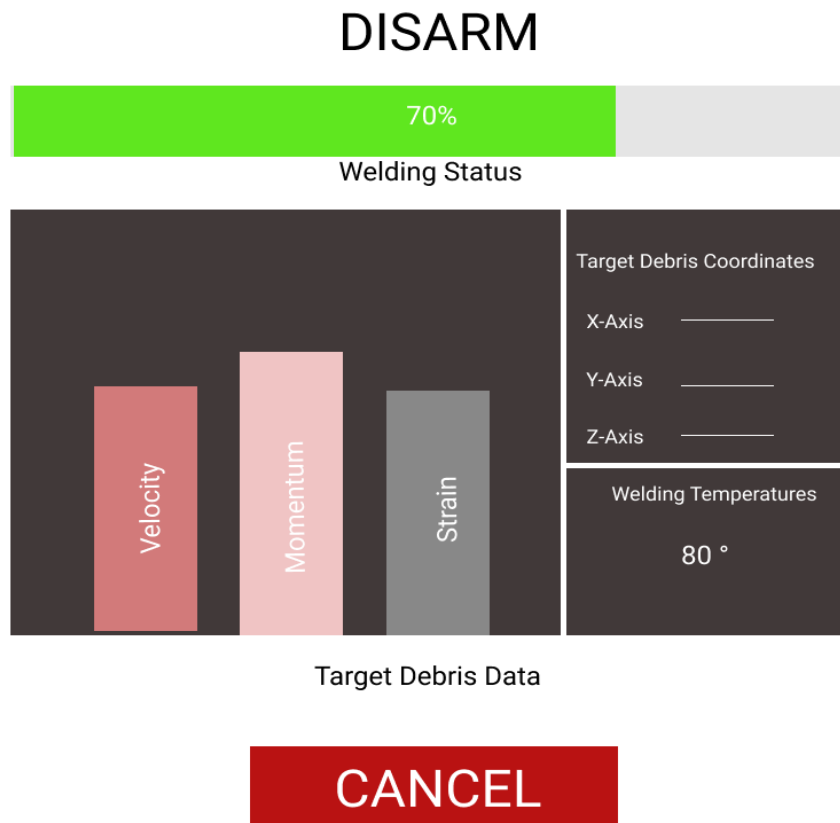 DISARM
70%
Welding Status
Velocity
Momentum
Strain
Target Debris Coordinates
X-Axis
Y-Axis
Z-Axis
Welding Temperatures
80 °
Target Debris Data
CANCEL